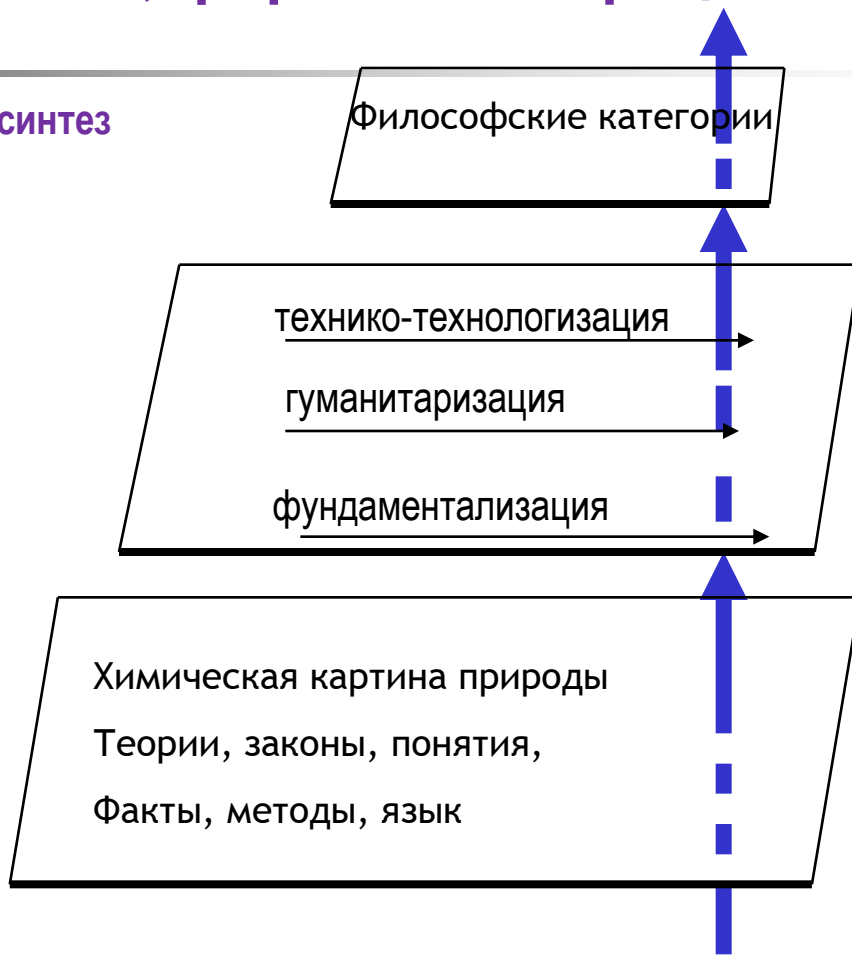 синтез
Философские категории
технико-технологизация
гуманитаризация
фундаментализация
Химическая картина природы
Теории, законы, понятия,
Факты, методы, язык